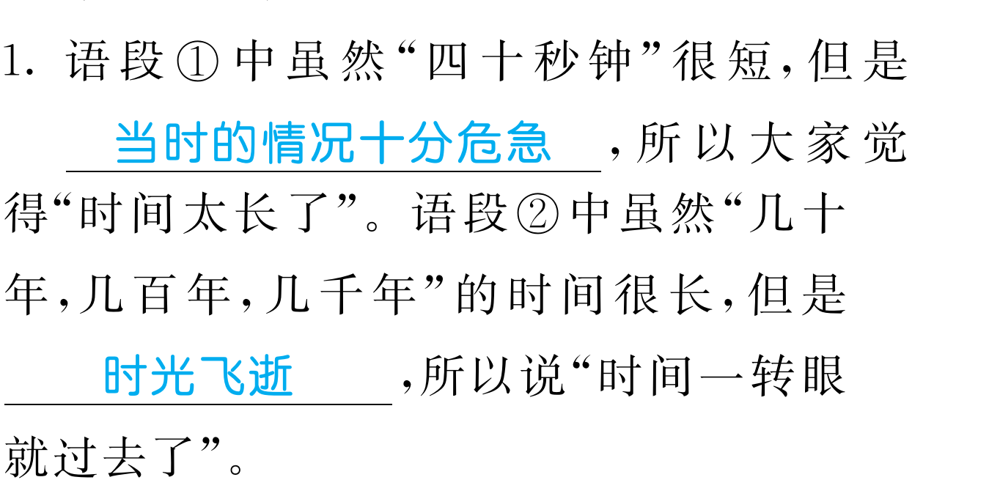 1. 语段①中虽然“四十秒钟”很短,但是
当时的情况十分危急,所以大家觉
得“时间太长了”。语段②中虽然“几十
年,几百年,几千年”的时间很长,但是
时光飞逝,所以说“时间一转眼
就过去了”。